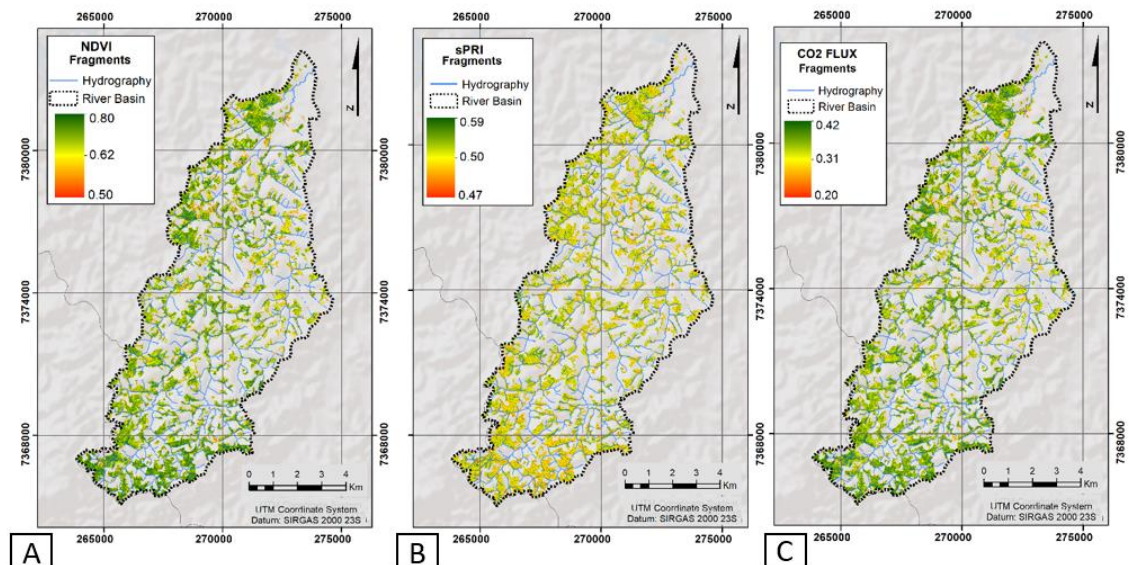 265000 270000 275000
NDVI
Fragments
Hydrography
River Basin
0.80
0.62
0.50
N
7380000 7380000
7374000 7374000
7368000 7368000
0 1 2 3 4
Km
UTM Coordinate System
Datum: SIRGAS 2000 23S
265000 270000 275000
A
265000 270000 275000
sPRI
Fragments
Hydrography
River Basin
0.59
0.50
0.47
N
7380000
7374000
7368000
0 1 2 3 4
Km
UTM Coordinate System
Datum: SIRGAS 2000 23S
265000 270000 275000
B
265000 270000 275000
CO2 FLUX
Fragments
Hydrography
River Basin
0.42
0.31
0.20
N
7380000
7374000
7368000
0 1 2 3 4
Km
UTM Coordinate System
Datum: SIRGAS 2000 23S
265000 270000 275000
C